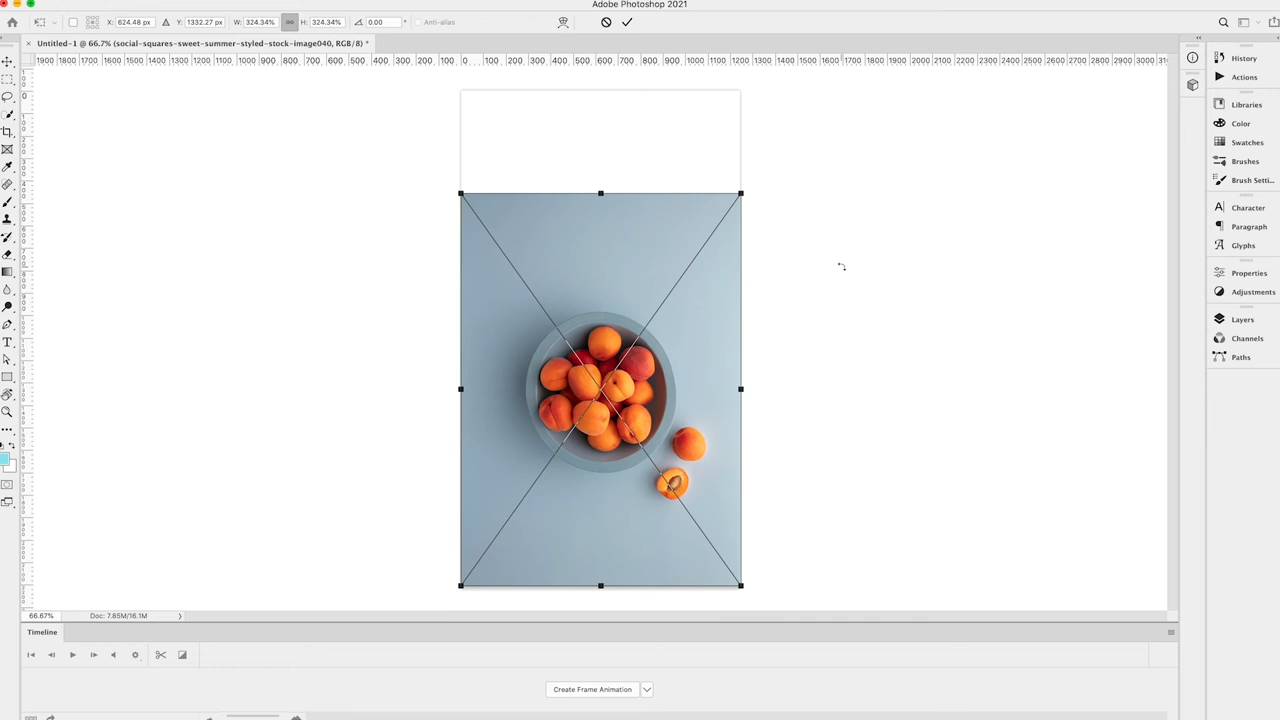 Adobe Photoshop 2021
X: 624.48 px Y: 1332.27 px W: 324.34% H: 324.34% 0.00 ° Anti-alias
× Untitled-1 @ 66.7% (social-squares-sweet-summer-styled-stock-image040, RGB/8) *
1900 1800 1700 1600 1500 1400 1300 1200 1100 1000 900 800 700 600 500 400 300 200 100 100 200 300 400 500 600 700 800 900 1000 1100 1200 1300 1400 1500 1600 1700 1800 1900 2000 2100 2200 2300 2400 2500 2600 2700 2800 2900 3000
History
Actions
Libraries
Color
Swatches
Brushes
Brush Setti...
Character
Paragraph
Glyphs
Properties
Adjustments
Layers
Channels
Paths
66.67% Doc: 7.85M/16.1M
Timeline
Create Frame Animation